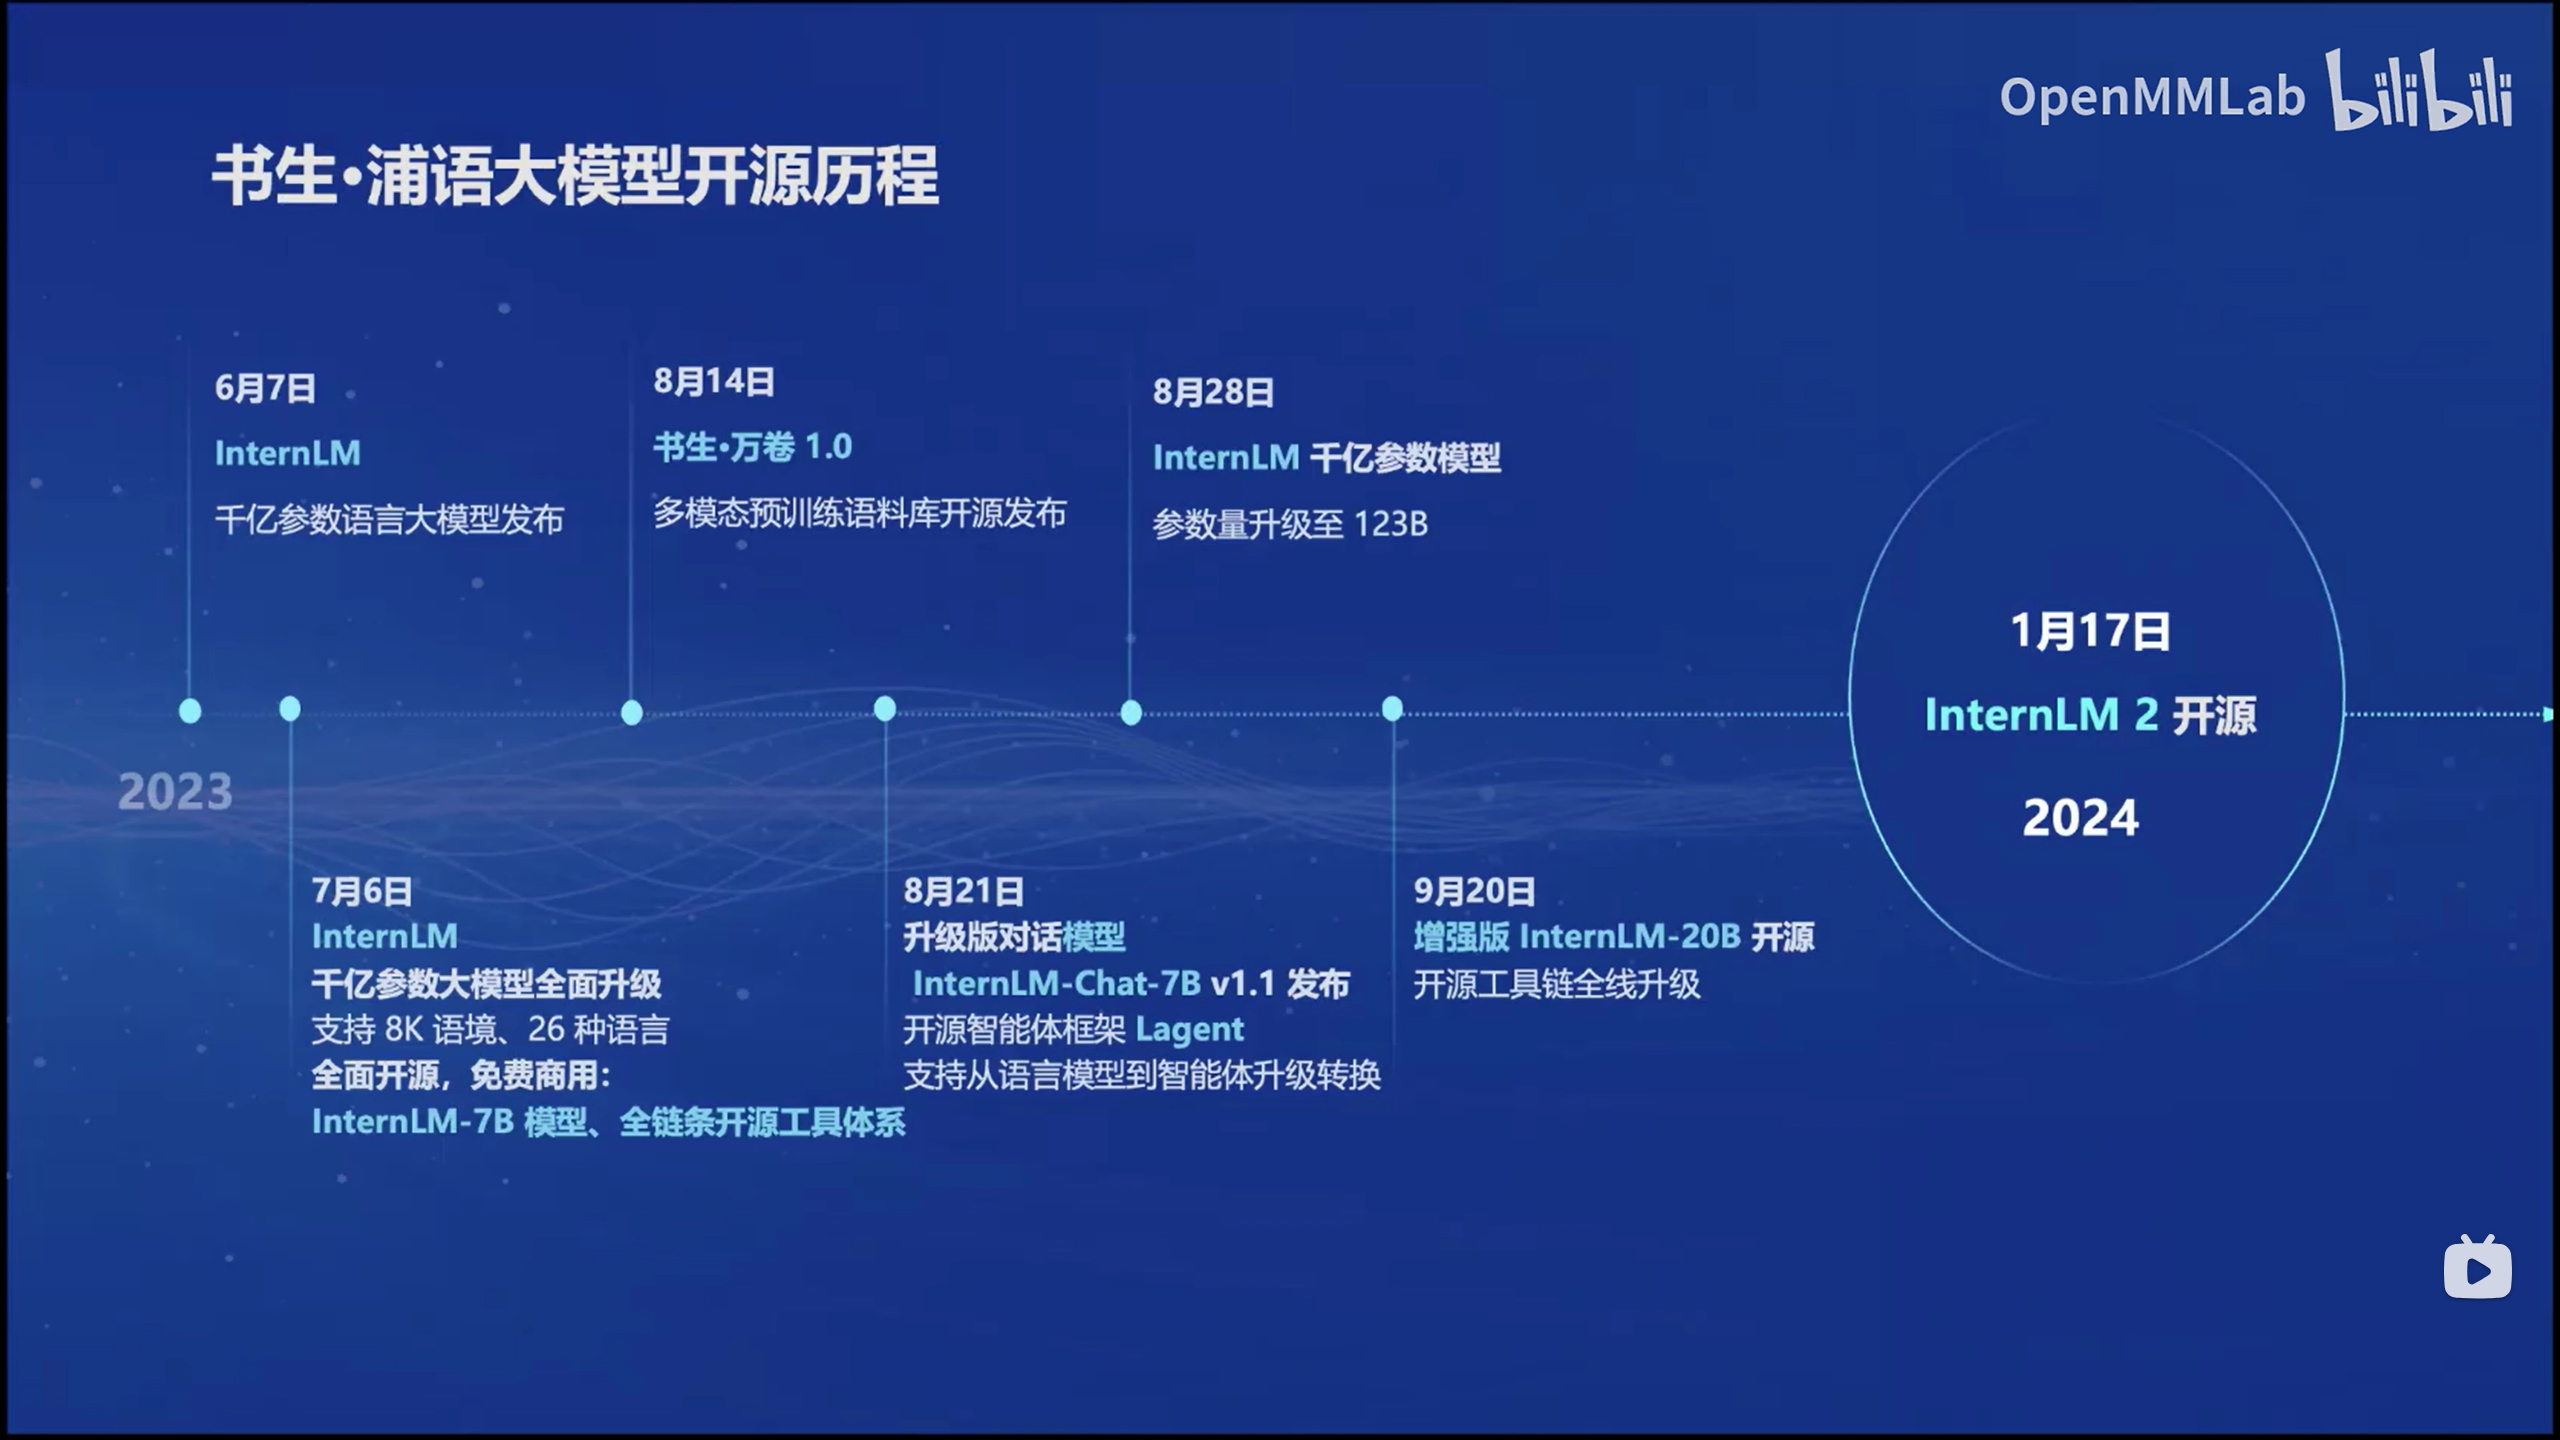 OpenMMLab bilibili
书生•浦语大模型开源历程
6月7日
InternLM
千亿参数语言大模型发布
8月14日
书生•万卷 1.0
多模态预训练语料库开源发布
8月28日
InternLM 千亿参数模型
参数量升级至 123B
1月17日
InternLM 2 开源
2024
2023
7月6日
InternLM
千亿参数大模型全面升级
支持 8K 语境、26 种语言
全面开源，免费商用：
InternLM-7B 模型、全链条开源工具体系
8月21日
升级版对话模型
InternLM-Chat-7B v1.1 发布
开源智能体框架 Lagent
支持从语言模型到智能体升级转换
9月20日
增强版 InternLM-20B 开源
开源工具链全线升级